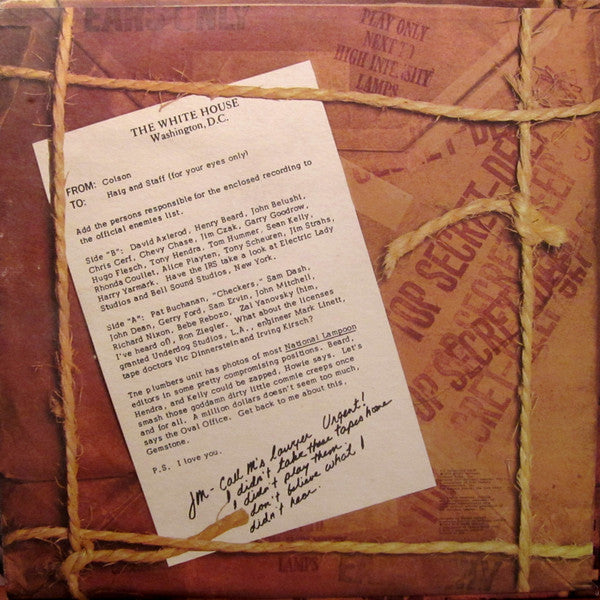 EARS ONLY
PLAY ONLY
NEXT TO
HIGH INTENSITY
LAMPS
THE WHITE HOUSE
Washington, D.C.
FROM: Colson
TO: Haig and Staff (for your eyes only)
Add the persons responsible for the enclosed recording to
the official enemies list.
Side "B": David Axlerod, Henry Beard, John Belushi,
Chris Cerf, Chevy Chase, Jim Czak, Garry Goodrow,
Hugo Flesch, Tony Hendra, Tom Hummer, Sean Kelly,
Rhonda Coullet, Alice Playten, Tony Scheuren, Jim Strahs,
Harry Yarmark. Have the IRS take a look at Electric Lady
Studios and Bell Sound Studios, New York.
Side "A": Pat Buchanan, "Checkers," Sam Dash,
John Dean, Gerry Ford, Sam Ervin, John Mitchell,
Richard Nixon, Bebe Rebozo, Zal Yanovsky (him,
I've heard of), Ron Ziegler. What about the licenses
granted Underdog Studios, L.A., engineer Mark Linett,
tape doctors Vic Dinnerstein and Irving Kirsch?
The plumbers unit has photos of most National Lampoon
editors in some pretty compromising positions. Beard,
Hendra, and Kelly could be zapped, Howie says. Let's
smash those goddamn dirty little commie creeps once
and for all. A million dollars doesn't seem too much,
says the Oval Office. Get back to me about this,
Gemstone.
P.S. I love you.
JM- Call M's lawyer Urgent!
I didn't take these tapes home
I didn't play them.
I don't believe what I
didn't hear.
TOP SECRET-DE
TOP SECRET
TOP
LAMPS